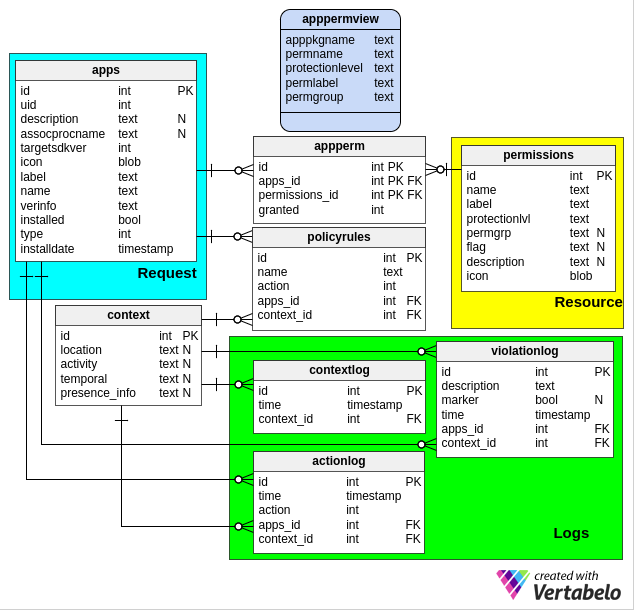 apppermview
apppkgname text
permname text
protectionlevel text
permlabel text
permgroup text
apps
id int PK
uid int
description text N
assocprocname text N
targetsdkver int
icon blob
label text
name text
verinfo text
installed bool
type int
installdate timestamp
Request
appperm
id int PK
apps_id int PK FK
permissions_id int PK FK
granted int
permissions
id int PK
name text
label text
protectionlvl text
permgrp text N
flag text N
description text N
icon blob
Resource
policyrules
id int PK
name text
action int
apps_id int FK
context_id int FK
context
id int PK
location text N
activity text N
temporal text N
presence_info text N
contextlog
id int PK
time timestamp
context_id int FK
violationlog
id int PK
description text
marker bool N
time timestamp
apps_id int FK
context_id int FK
actionlog
id int PK
time timestamp
action int
apps_id int FK
context_id int FK
Logs
created with
Vertabelo